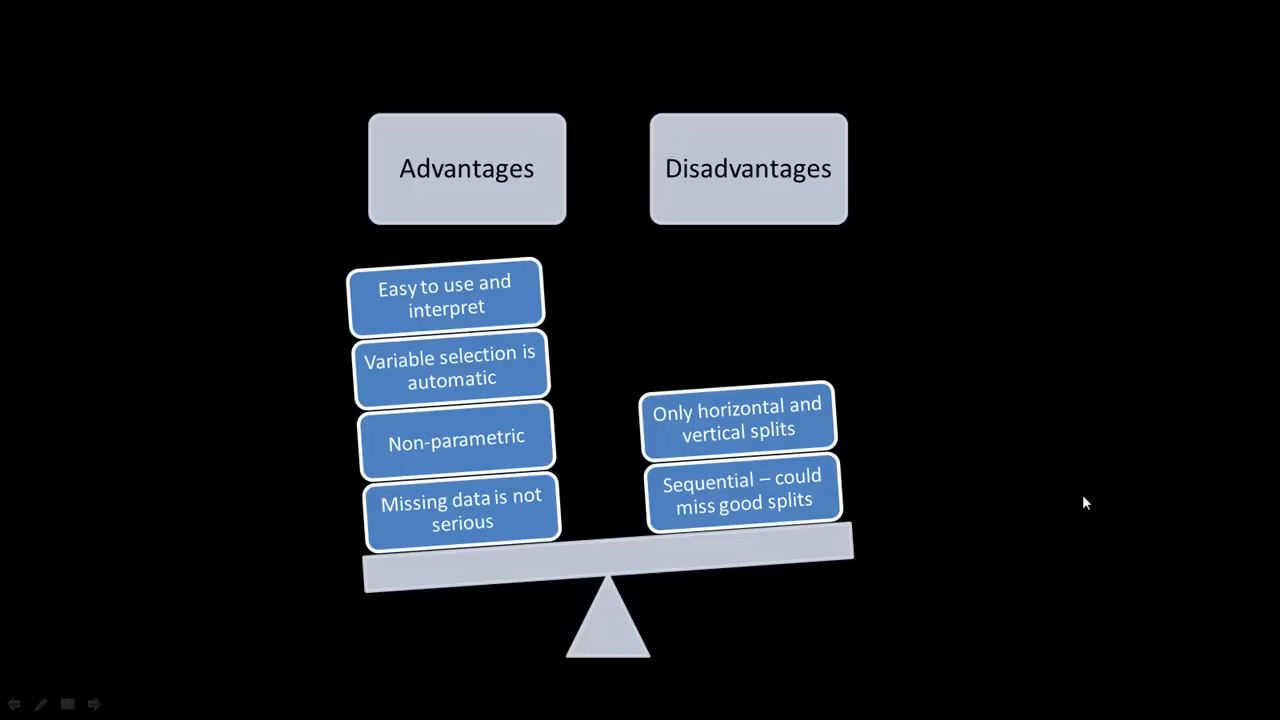 Advantages
Disadvantages
Easy to use and
interpret
Variable selection is
automatic
Non-parametric
Missing data is not
serious
Only horizontal and
vertical splits
Sequential – could
miss good splits